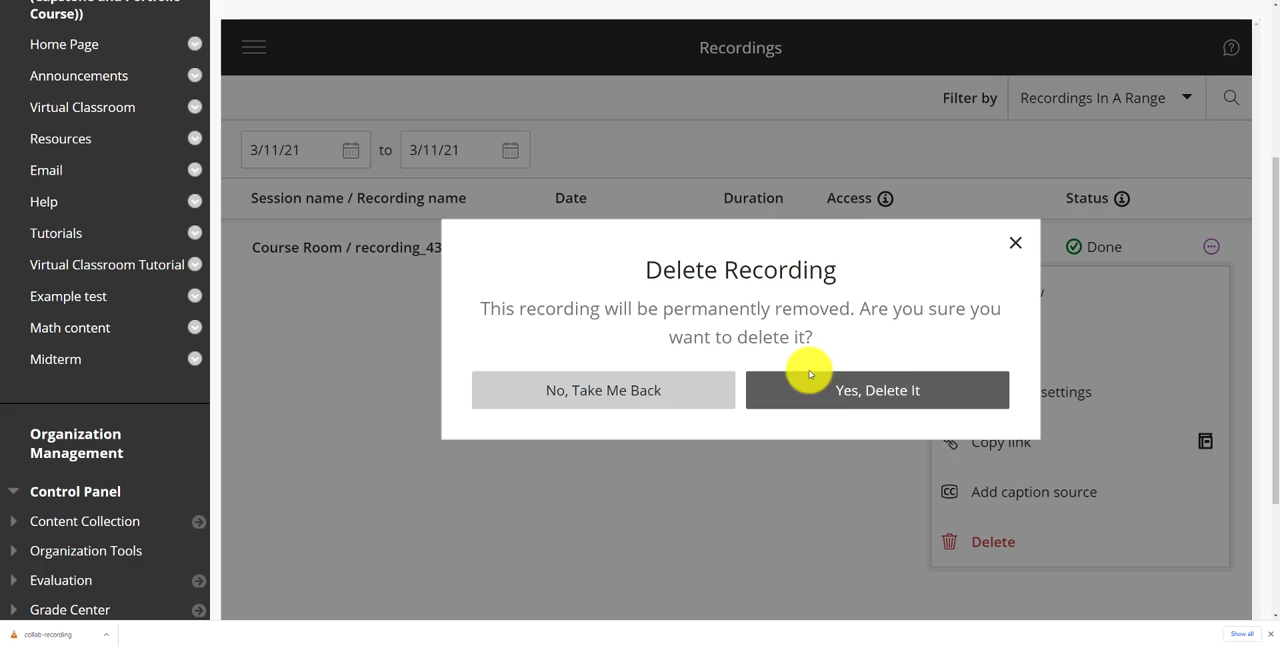 Course))
Home Page
Announcements
Virtual Classroom
Resources
Email
Help
Tutorials
Virtual Classroom Tutorial
Example test
Math content
Midterm
Organization
Management
Control Panel
Content Collection
Organization Tools
Evaluation
Grade Center
Recordings
Filter by Recordings In A Range
3/11/21 to 3/11/21
Session name / Recording name Date Duration Access Status
Course Room / recording_43 Done
Delete Recording
This recording will be permanently removed. Are you sure you
want to delete it?
No, Take Me Back Yes, Delete It
settings
Copy link
CC Add caption source
Delete
collab-recording Show all